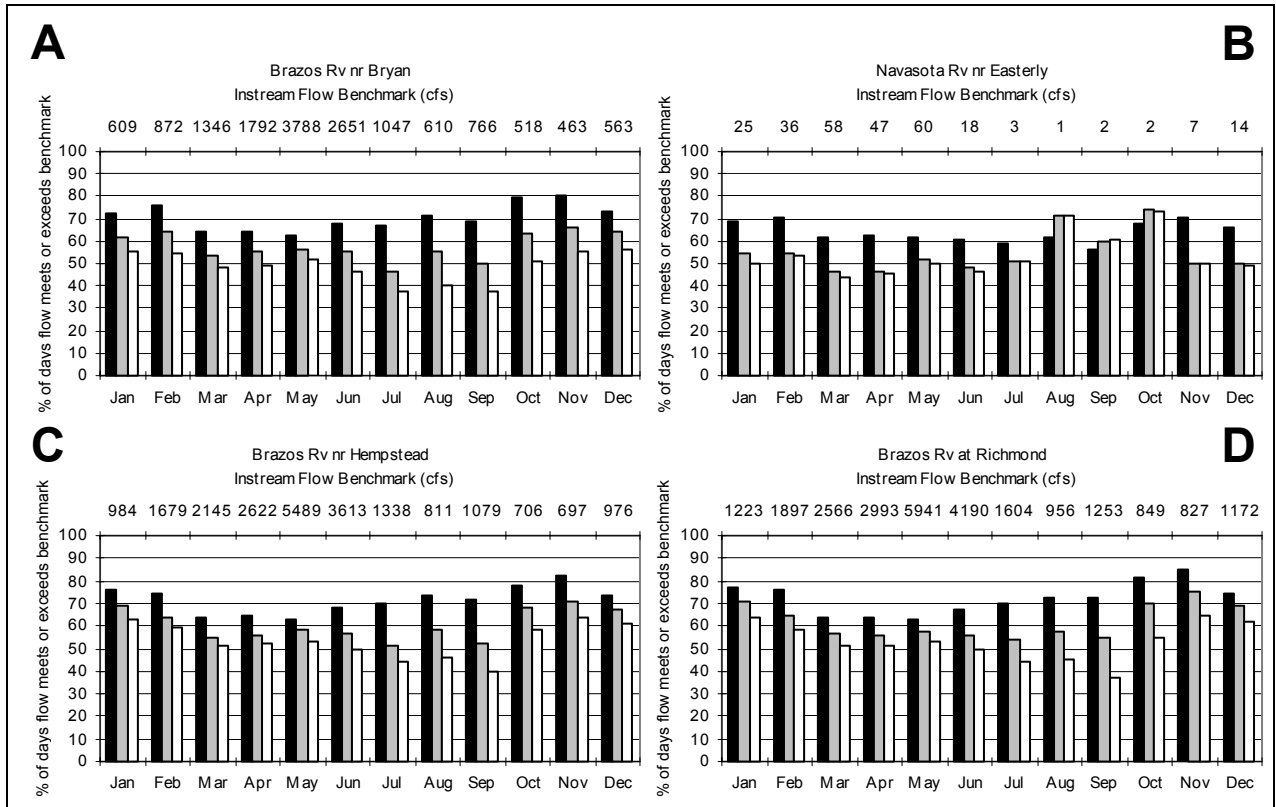 A
Brazos Rv nr Bryan
Instream Flow Benchmark (cfs)
609 872 1346 1792 3788 2651 1047 610 766 518 463 563
% of days flow meets or exceeds benchmark
100
90
80
70
60
50
40
30
20
10
0
Jan Feb Mar Apr May Jun Jul Aug Sep Oct Nov Dec
B
Navasota Rv nr Easterly
Instream Flow Benchmark (cfs)
25 36 58 47 60 18 3 1 2 2 7 14
% of days flow meets or exceeds benchmark
100
90
80
70
60
50
40
30
20
10
0
Jan Feb Mar Apr May Jun Jul Aug Sep Oct Nov Dec
C
Brazos Rv nr Hempstead
Instream Flow Benchmark (cfs)
984 1679 2145 2622 5489 3613 1338 811 1079 706 697 976
% of days flow meets or exceeds benchmark
100
90
80
70
60
50
40
30
20
10
0
Jan Feb Mar Apr May Jun Jul Aug Sep Oct Nov Dec
D
Brazos Rv at Richmond
Instream Flow Benchmark (cfs)
1223 1897 2566 2993 5941 4190 1604 956 1253 849 827 1172
% of days flow meets or exceeds benchmark
100
90
80
70
60
50
40
30
20
10
0
Jan Feb Mar Apr May Jun Jul Aug Sep Oct Nov Dec